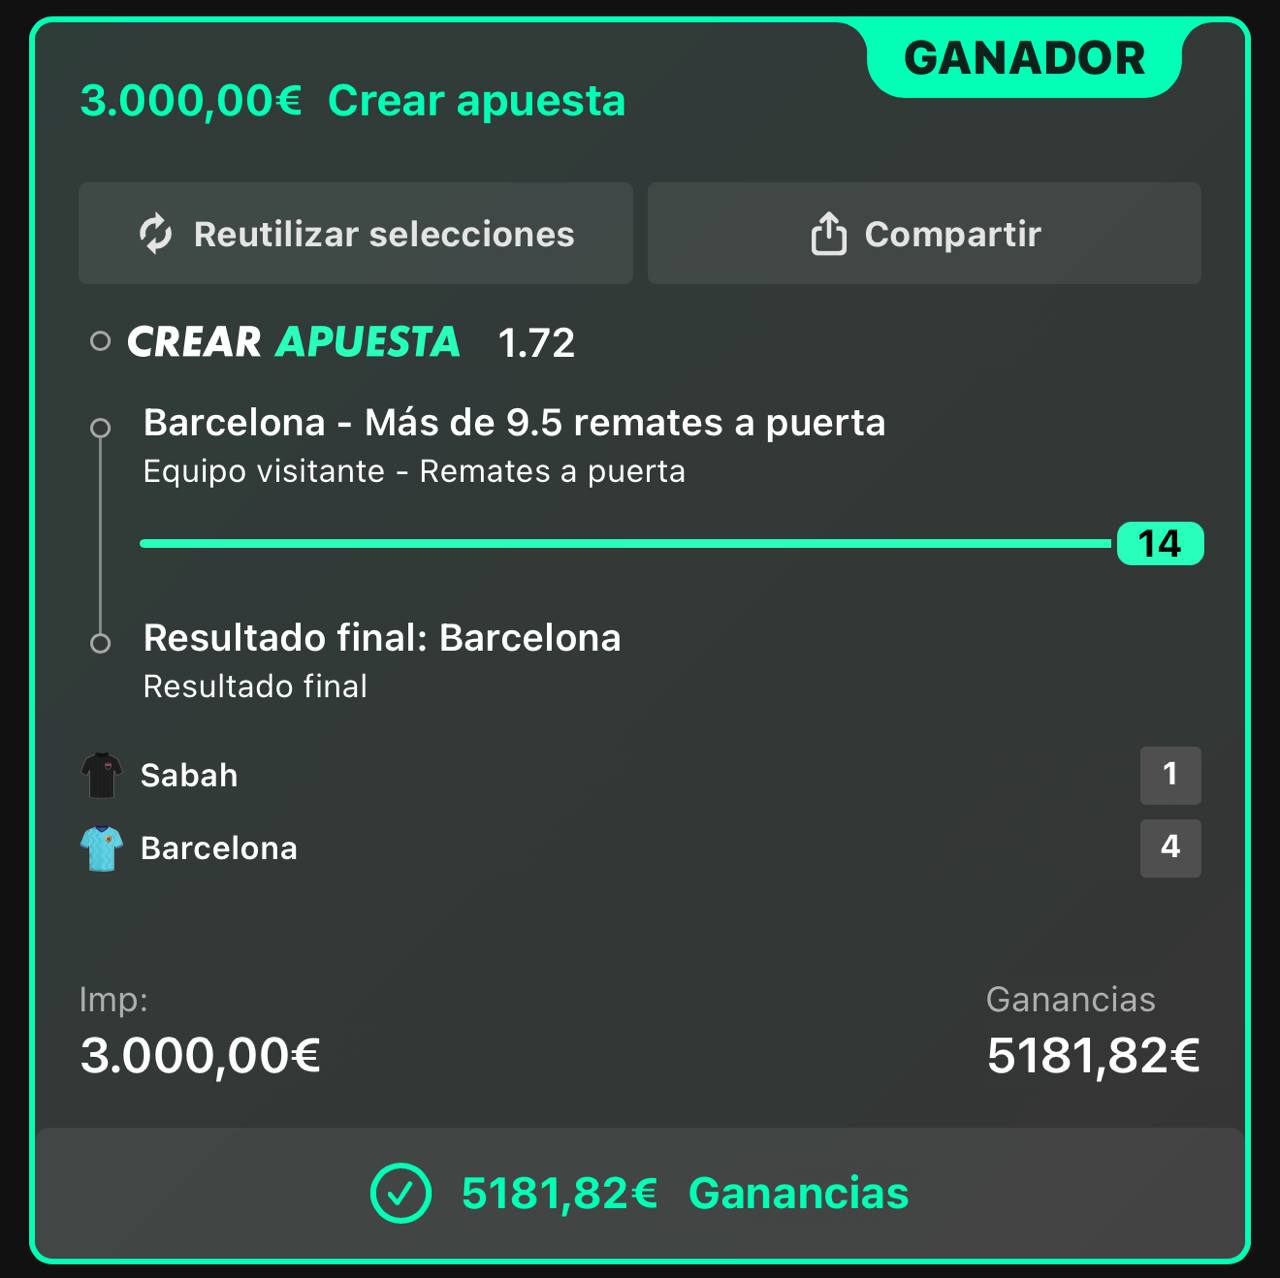 GANADOR
3.000,00€ Crear apuesta
Reutilizar selecciones
Compartir
CREAR APUESTA 1.72
Barcelona - Más de 9.5 remates a puerta
Equipo visitante - Remates a puerta
14
Resultado final: Barcelona
Resultado final
Sabah 1
Barcelona 4
Imp: Ganancias
3.000,00€ 5181,82€
5181,82€ Ganancias